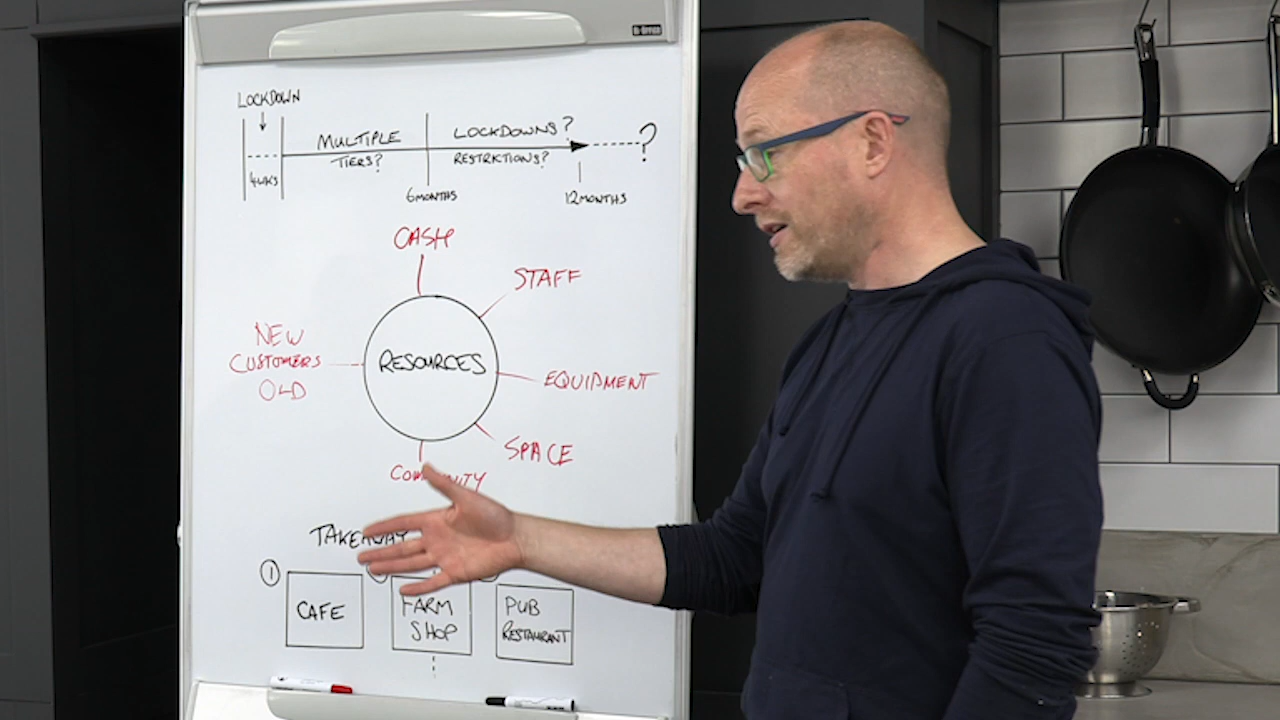 LOCKDOWN
MULTIPLE
TIERS?
LOCKDOWNS?
RESTRICTIONS?
?
4WKS
6MONTHS
12MONTHS
CASH
STAFF
NEW
CUSTOMERS
OLD
RESOURCES
EQUIPMENT
SPACE
TAKEAWAY
1
CAFE
FARM
SHOP
PUB
RESTAURANT